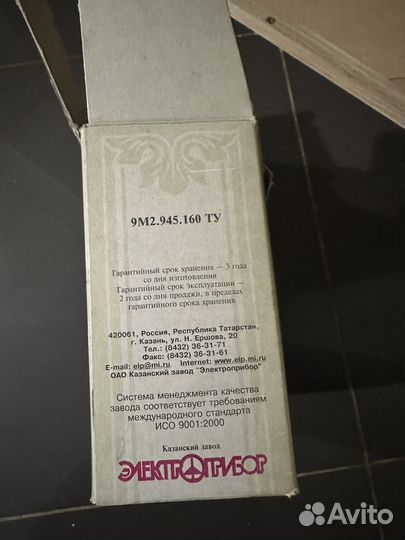 9М2.945.160 ТУ
Гарантийный срок хранения — 3 года
со дня изготовления
Гарантийный срок эксплуатации —
2 года со дня продажи, в пределах
гарантийного срока хранения
420061, Россия, Республика Татарстан,
г. Казань, ул. Н. Ершова, 20
Тел.: (8432) 36-31-71
Факс: (8432) 36-31-61
E-mail: elp@mi.ru Internet: www.elp.mi.ru
ОАО Казанский завод "Электроприбор"
Система менеджмента качества
завода соответствует требованиям
международного стандарта
ИСО 9001:2000
Казанский завод
ЭЛЕКТРОПРИБОР
Avito